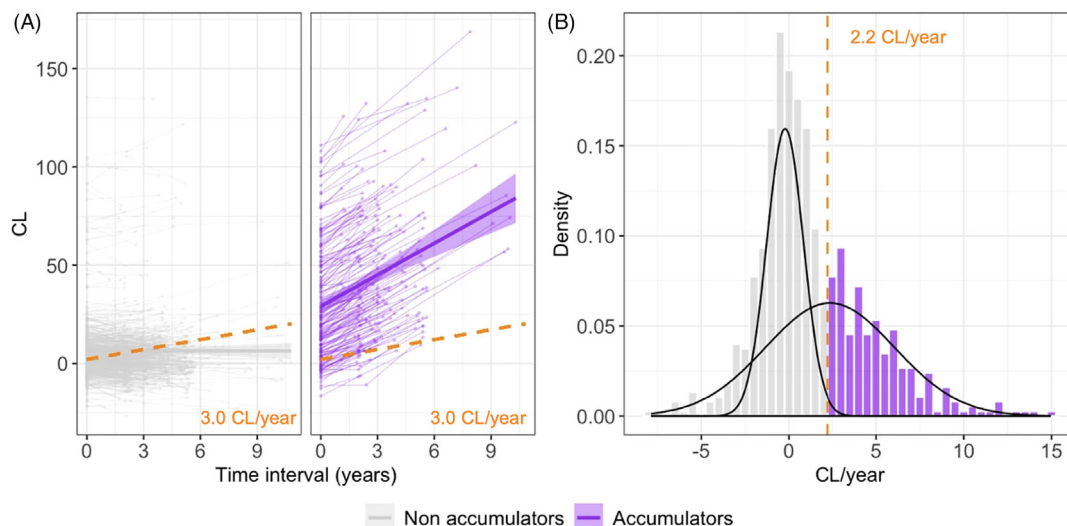 (A)
CL
150
100
50
0
3.0 CL/year
3.0 CL/year
0 3 6 9 0 3 6 9
Time interval (years)
(B)
2.2 CL/year
Density
0.20
0.15
0.10
0.05
0.00
-5 0 5 10 15
CL/year
Non accumulators Accumulators